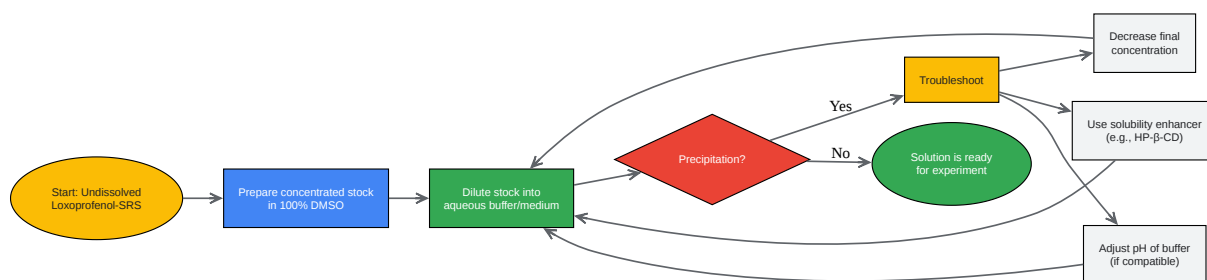 Start: Undissolved
Loxoprofenol-SRS
Prepare concentrated stock
in 100% DMSO
Dilute stock into
aqueous buffer/medium
Precipitation?
Yes
No
Troubleshoot
Solution is ready
for experiment
Decrease final
concentration
Use solubility enhancer
(e.g., HP-β-CD)
Adjust pH of buffer
(if compatible)